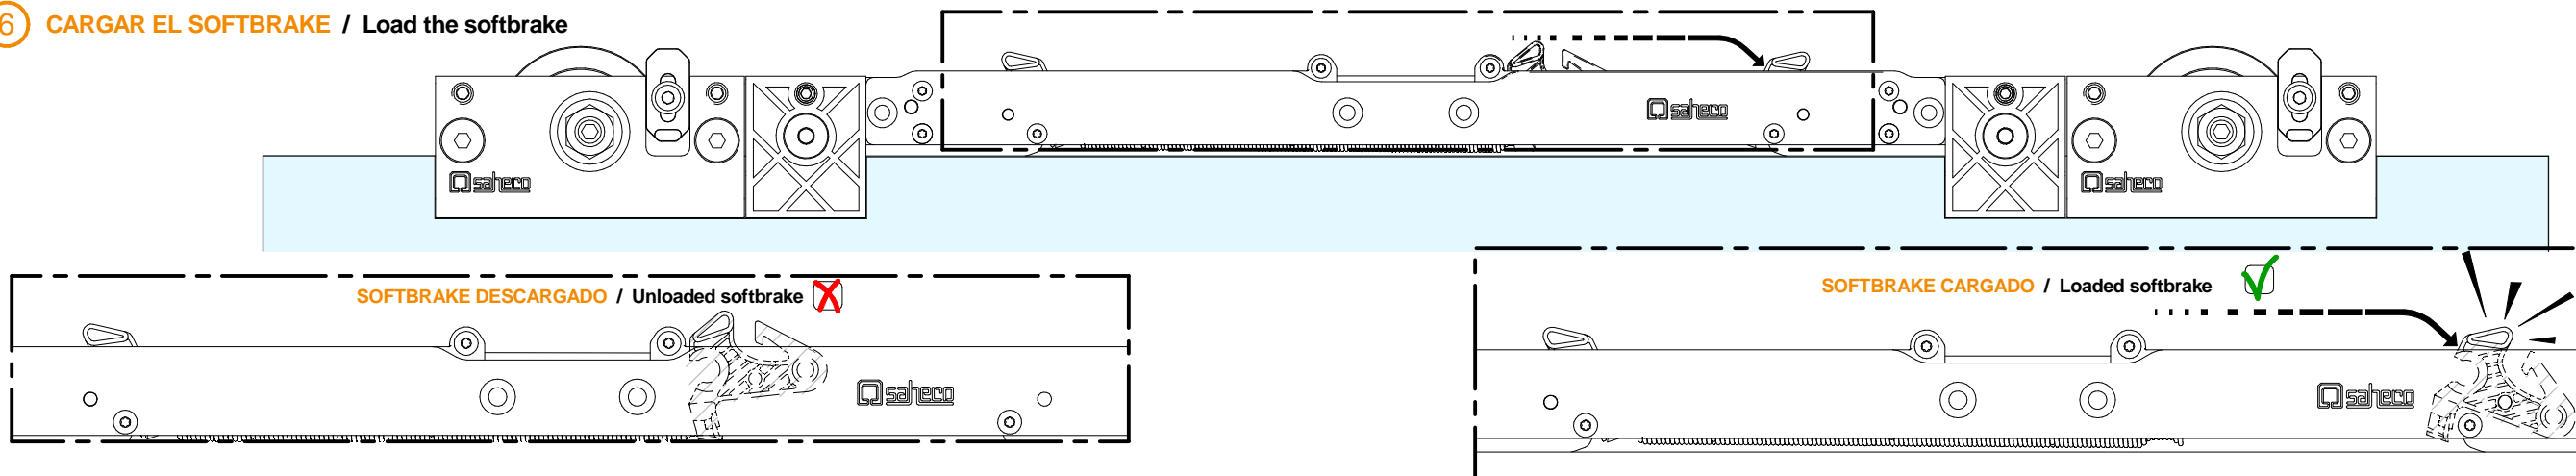 6 CARGAR EL SOFTBRAKE / Load the softbrake
saheco
saheco
saheco
SOFTBRAKE DESCARGADO / Unloaded softbrake
SOFTBRAKE CARGADO / Loaded softbrake
saheco
saheco